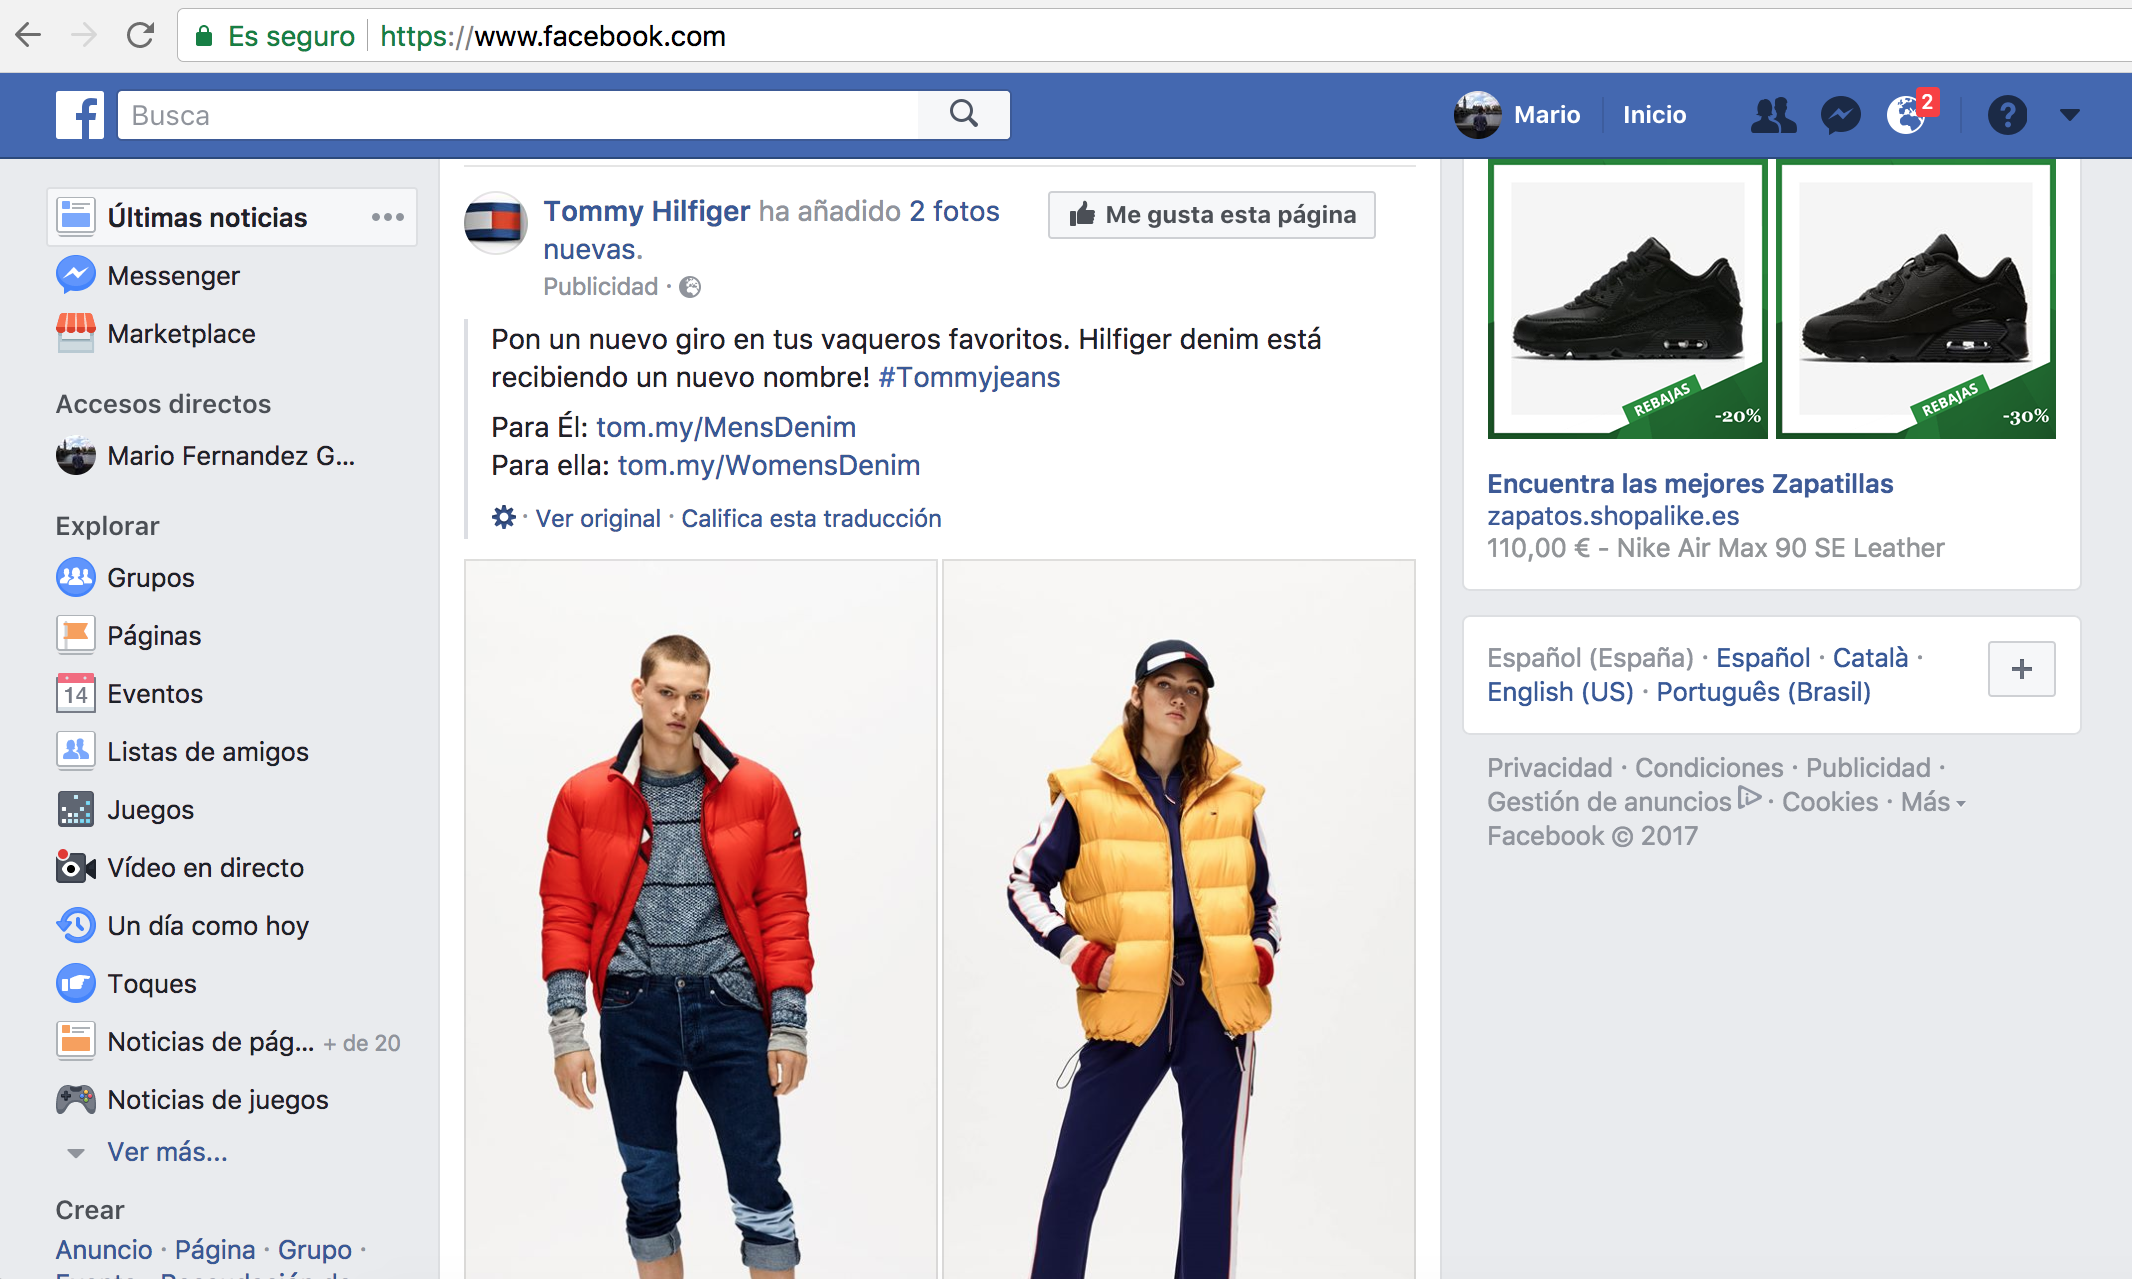 Es seguro https://www.facebook.com
Busca
Mario
Inicio
2
?
Últimas noticias
Messenger
Marketplace
Accesos directos
Mario Fernandez G...
Explorar
Grupos
Páginas
14 Eventos
Listas de amigos
Juegos
Vídeo en directo
Un día como hoy
Toques
Noticias de pág... + de 20
Noticias de juegos
Ver más...
Crear
Anuncio · Página · Grupo ·
Tommy Hilfiger ha añadido 2 fotos
nuevas.
Publicidad ·
Me gusta esta página
Pon un nuevo giro en tus vaqueros favoritos. Hilfiger denim está
recibiendo un nuevo nombre! #Tommyjeans
Para Él: tom.my/MensDenim
Para ella: tom.my/WomensDenim
· Ver original · Califica esta traducción
REBAJAS
-20%
REBAJAS
-30%
Encuentra las mejores Zapatillas
zapatos.shopalike.es
110,00 € - Nike Air Max 90 SE Leather
Español (España) · Español · Català ·
English (US) · Português (Brasil)
+
Privacidad · Condiciones · Publicidad ·
Gestión de anuncios · Cookies · Más
Facebook © 2017